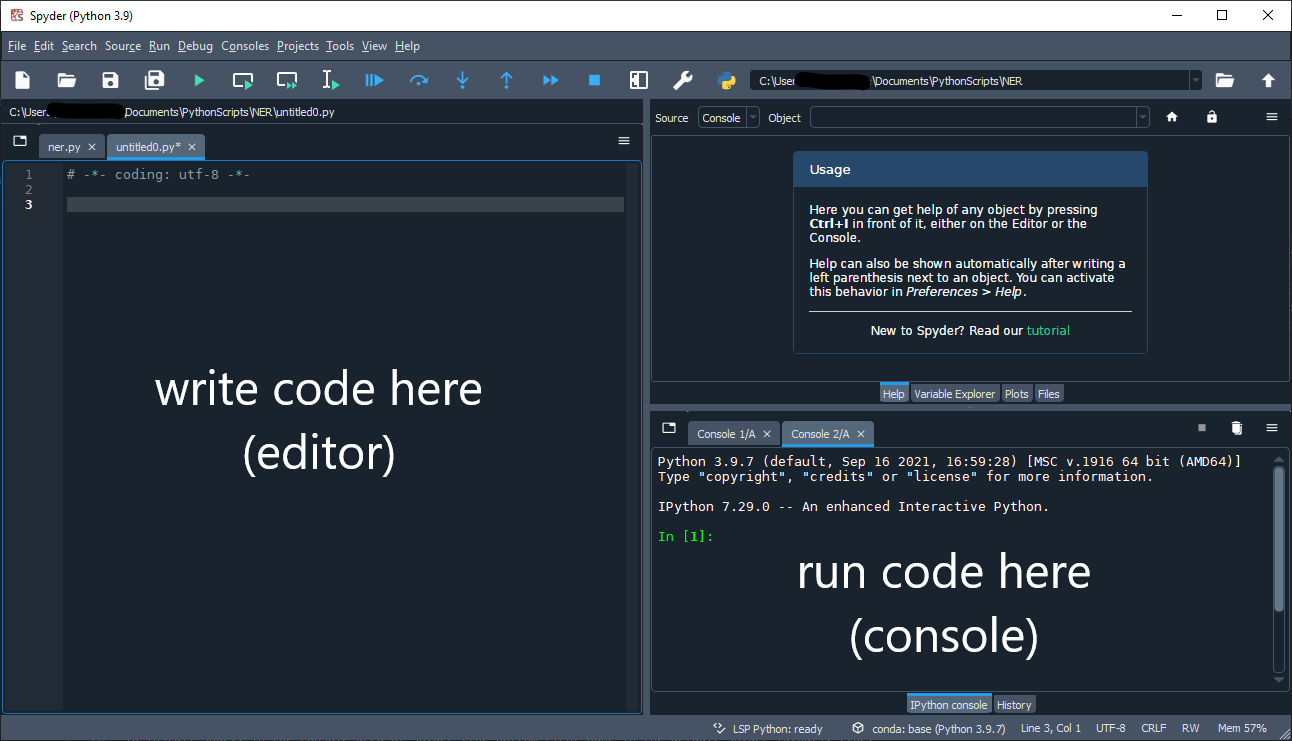 Spyder (Python 3.9)
File Edit Search Source Run Debug Consoles Projects Tools View Help
C:\User \Documents\PythonScripts\NER
C:\User Documents\PythonScripts\NER\untitled0.py
ner.py
untitled0.py*
1 # -*- coding: utf-8 -*-
2
3
write code here
(editor)
Source Console Object
Usage
Here you can get help of any object by pressing
Ctrl+I in front of it, either on the Editor or the
Console.
Help can also be shown automatically after writing a
left parenthesis next to an object. You can activate
this behavior in Preferences > Help.
New to Spyder? Read our tutorial
Help Variable Explorer Plots Files
Console 1/A Console 2/A
Python 3.9.7 (default, Sep 16 2021, 16:59:28) [MSC v.1916 64 bit (AMD64)]
Type "copyright", "credits" or "license" for more information.
IPython 7.29.0 -- An enhanced Interactive Python.
In [1]:
run code here
(console)
IPython console History
LSP Python: ready conda: base (Python 3.9.7) Line 3, Col 1 UTF-8 CRLF RW Mem 57%